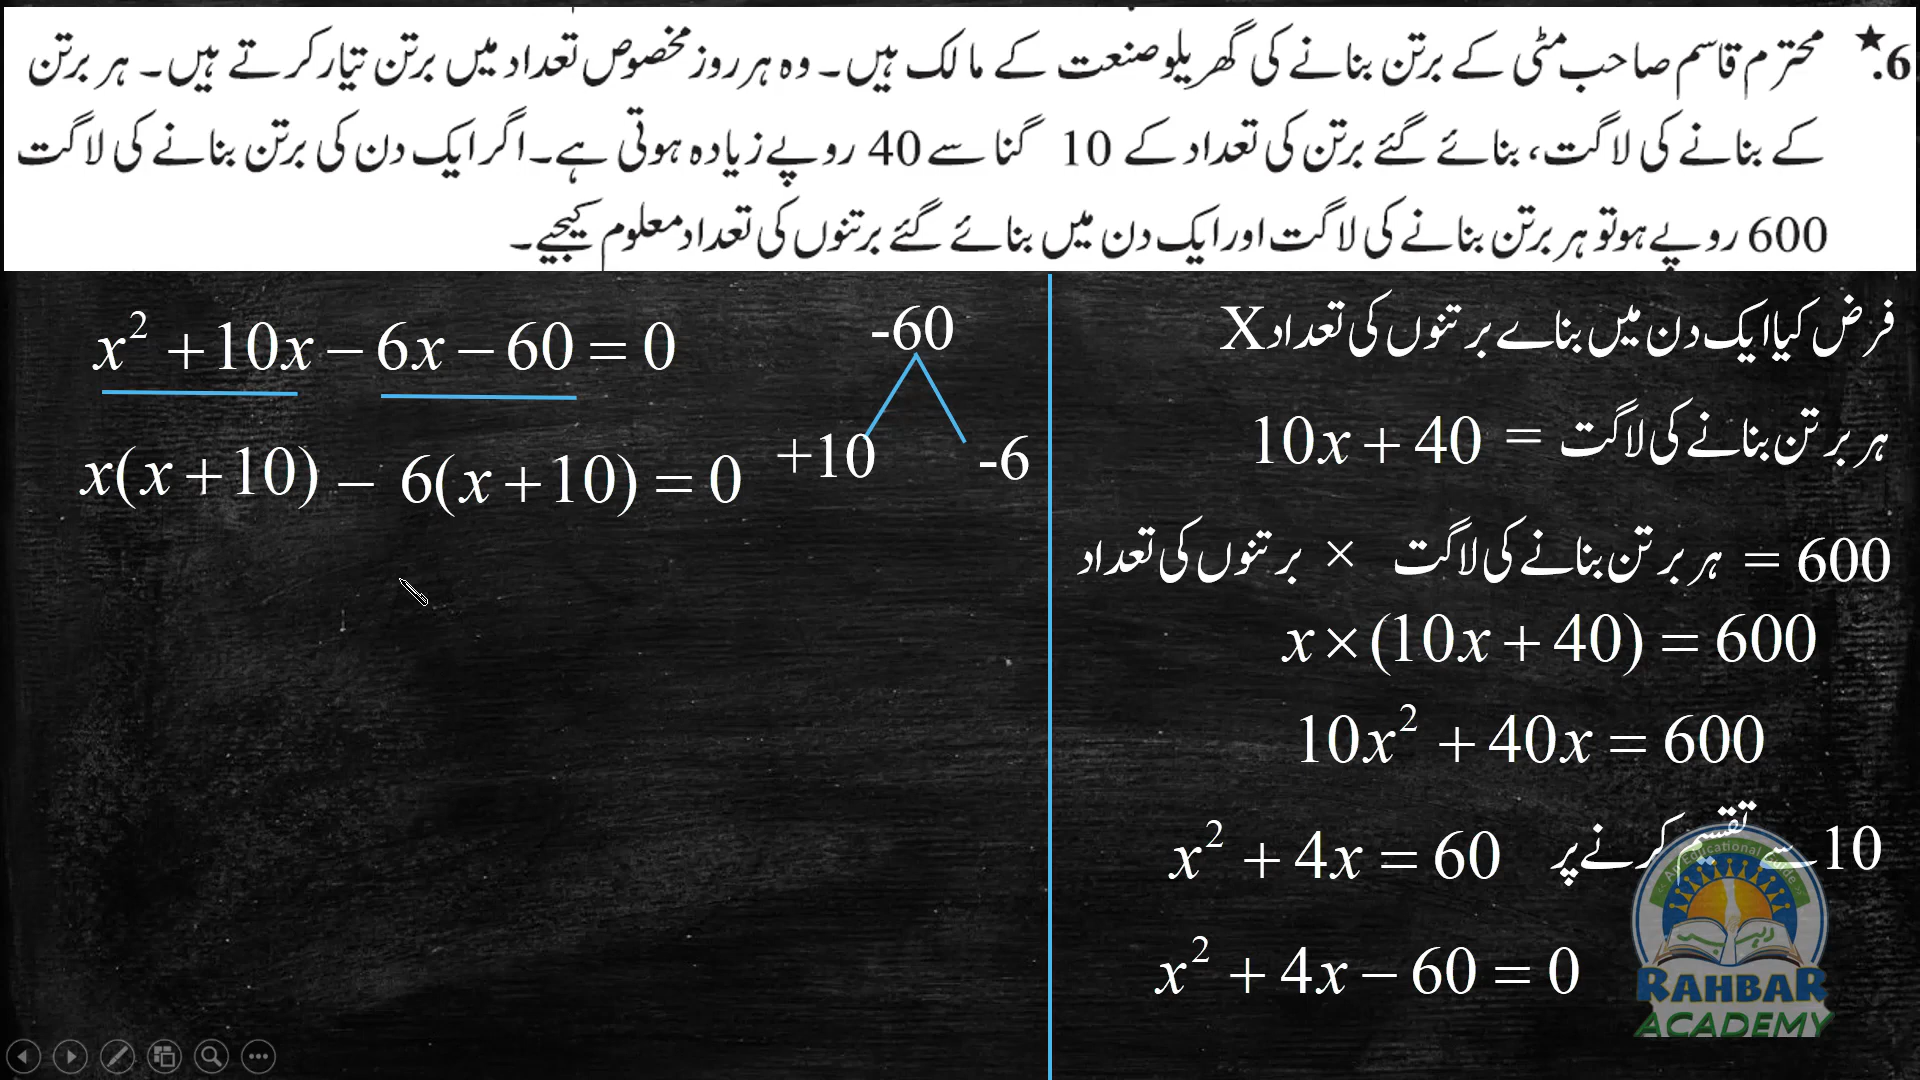 6.★ محترم قاسم صاحب مٹی کے برتن بنانے کی گھریلو صنعت کے مالک ہیں۔ وہ ہر روز مخصوص تعداد میں برتن تیار کرتے ہیں۔ ہر برتن
کے بنانے کی لاگت، بنائے گئے برتن کی تعداد کے 10 گنا سے 40 روپے زیادہ ہوتی ہے۔ اگر ایک دن کی برتن بنانے کی لاگت
600 روپے ہو تو ہر برتن بنانے کی لاگت اور ایک دن میں بنائے گئے برتنوں کی تعداد معلوم کیجیے۔
فرض کیا ایک دن میں بناے برتنوں کی تعداد X
ہر برتن بنانے کی لاگت = 10x + 40
600 = ہر برتن بنانے کی لاگت × برتنوں کی تعداد
x × (10x + 40) = 600
10x² + 40x = 600
10 سے تقسیم کرنے پر x² + 4x = 60
x² + 4x − 60 = 0
x² + 10x − 6x − 60 = 0
x(x + 10) − 6(x + 10) = 0
-60
+10 -6
An Educational
رہبر
RAHBAR
ACADEMY